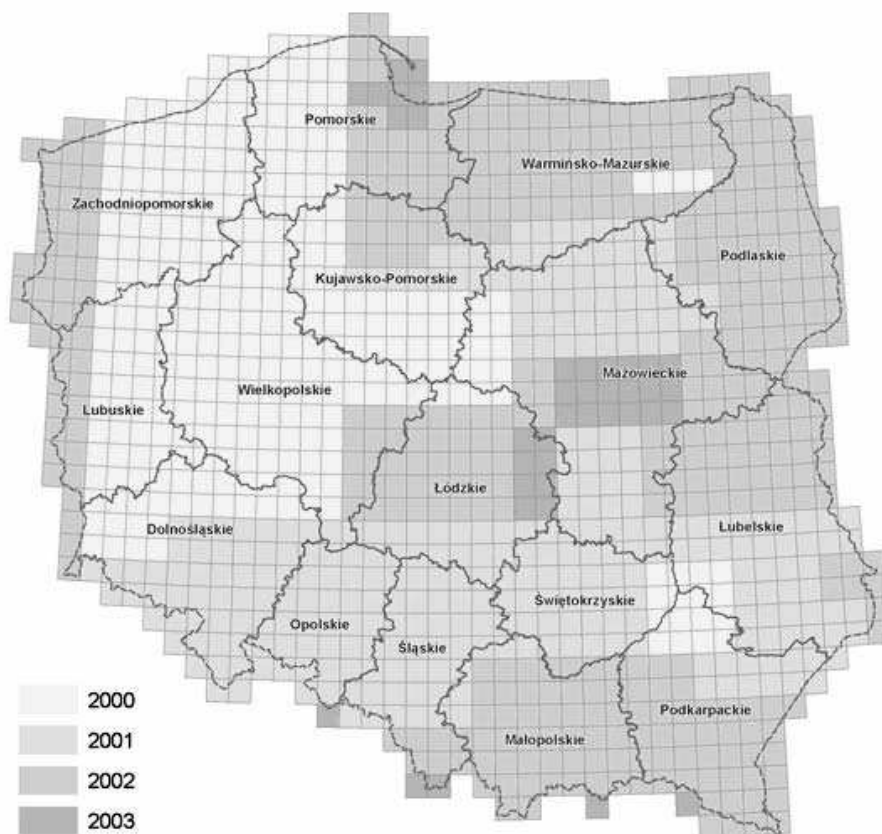 Pomorskie
Warmińsko-Mazurskie
Zachodniopomorskie
Podlaskie
Kujawsko-Pomorskie
Mazowieckie
Wielkopolskie
Lubuskie
Łódzkie
Dolnośląskie
Lubelskie
Świętokrzyskie
Opolskie
Śląskie
Podkarpackie
Małopolskie
2000
2001
2002
2003